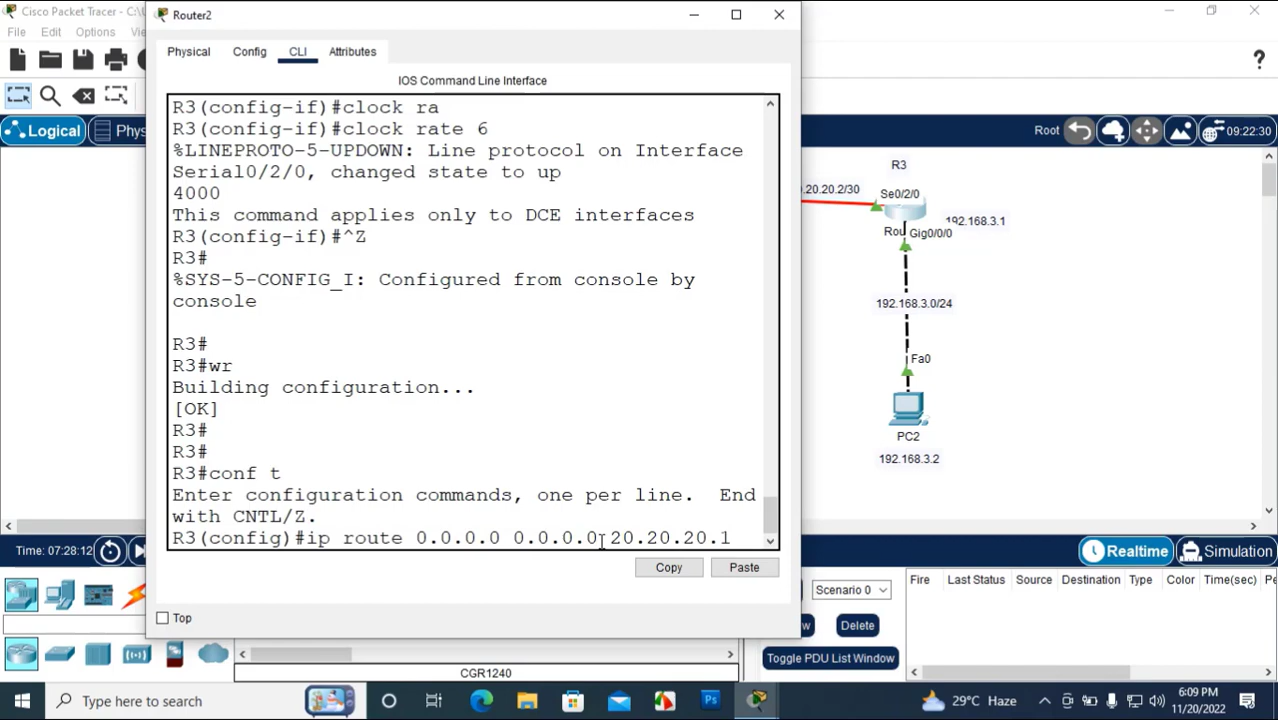 Cisco Packet Tracer - C:\
Router2
File Edit Options
Physical Config CLI Attributes
IOS Command Line Interface
Logical
Root
09:22:30
R3(config-if)#clock ra
R3(config-if)#clock rate 6
%LINEPROTO-5-UPDOWN: Line protocol on Interface
Serial0/2/0, changed state to up
4000
This command applies only to DCE interfaces
R3(config-if)#^Z
R3#
%SYS-5-CONFIG_I: Configured from console by
console
R3#
R3#wr
Building configuration...
[OK]
R3#
R3#
R3#conf t
Enter configuration commands, one per line. End
with CNTL/Z.
R3(config)#ip route 0.0.0.0 0.0.0.0 20.20.20.1
Copy Paste
Top
R3
.20.20.2/30
Se0/2/0
192.168.3.1
Gig0/0/0
192.168.3.0/24
Fa0
PC2
192.168.3.2
Time: 07:28:12
Realtime Simulation
Scenario 0
Fire Last Status Source Destination Type Color Time(sec)
Delete
Toggle PDU List Window
CGR1240
Type here to search
Ps
29°C Haze
6:09 PM
11/20/2022